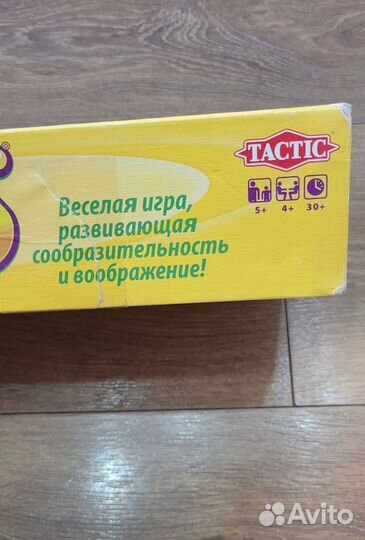 ®
TACTIC
5+ 4+ 30+
Веселая игра,
развивающая
сообразительность
и воображение!
Avito